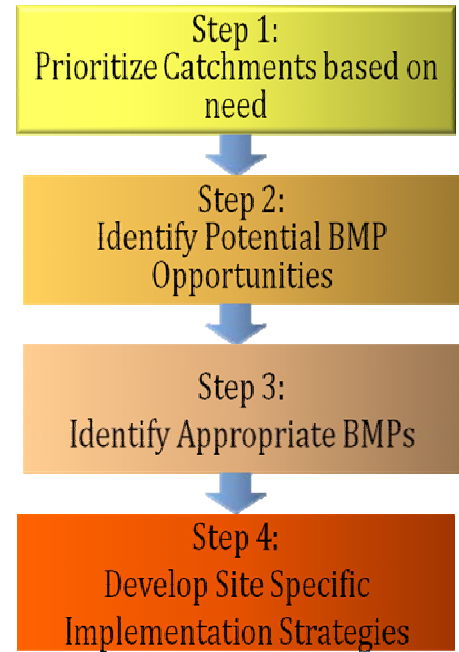 Step 1:
Prioritize Catchments based on
need
Step 2:
Identify Potential BMP
Opportunities
Step 3:
Identify Appropriate BMPs
Step 4:
Develop Site Specific
Implementation Strategies